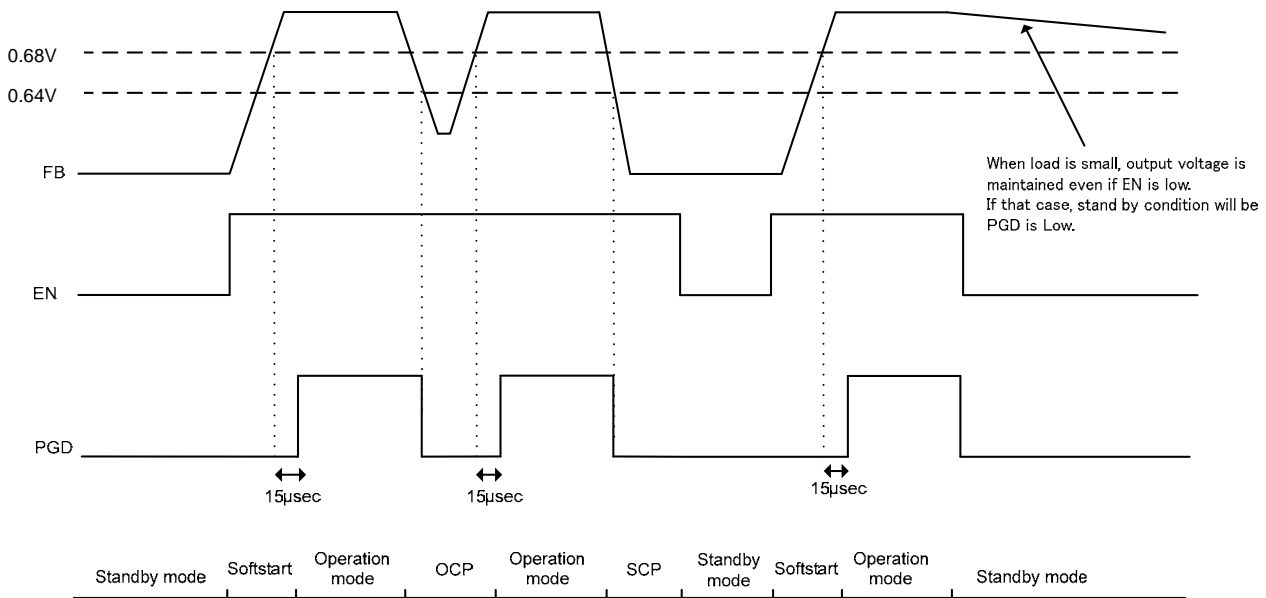 0.68V
0.64V
FB
When load is small, output voltage is
maintained even if EN is low.
If that case, stand by condition will be
PGD is Low.
EN
PGD
15µsec
15µsec
15µsec
Standby mode
Softstart
Operation
mode
OCP
Operation
mode
SCP
Standby
mode
Softstart
Operation
mode
Standby mode